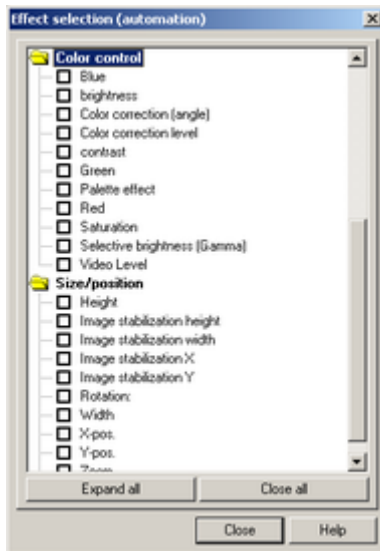 Effect selection (automation)
Color control
Blue
brightness
Color correction (angle)
Color correction level
contrast
Green
Palette effect
Red
Saturation
Selective brightness (Gamma)
Video Level
Size/position
Height
Image stabilization height
Image stabilization width
Image stabilization X
Image stabilization Y
Rotation:
Width
X-pos.
Y-pos.
Zoom
Expand all
Close all
Close
Help